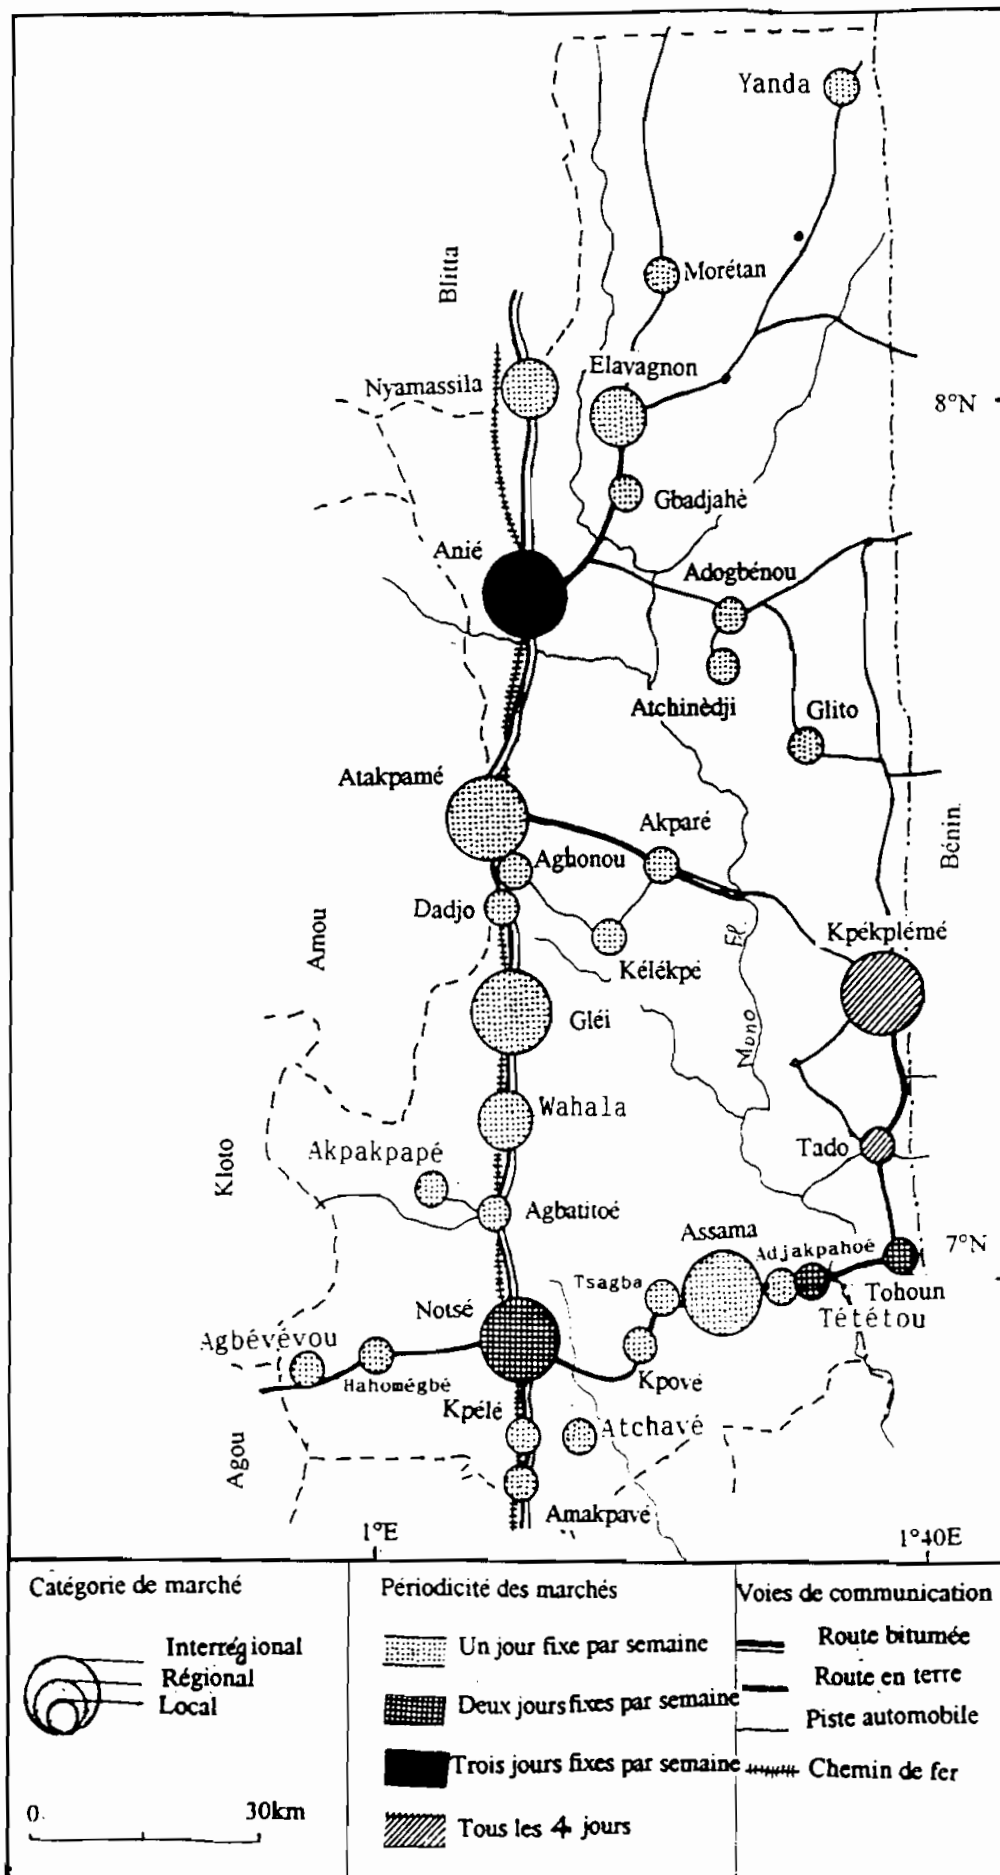 Yanda
Blitta
Morétan
Elavagnon
Nyamassila
8°N
Gbadjahè
Anié
Adogbénou
Atchinèdji
Glito
Atakpamé
Akparé
Bénin
Aghonou
Dadjo
Amou
Kpékplémé
Fl.
Kélékpé
Gléi
Mono
Wahala
Akpakpapé
Tado
Kloto
Agbatitoé
Assama
7°N
Adjakpahoé
Tsagba
Tohoun
Notsé
Tététou
Agbévévou
Kpové
Hahomégbé
Kpélé
Atchavé
Agou
Amakpavé
1°E
1°40E
Catégorie de marché
Interrégional
Régional
Local
0
30km
Périodicité des marchés
Un jour fixe par semaine
Deux jours fixes par semaine
Trois jours fixes par semaine
Tous les 4 jours
Voies de communication
Route bitumée
Route en terre
Piste automobile
Chemin de fer